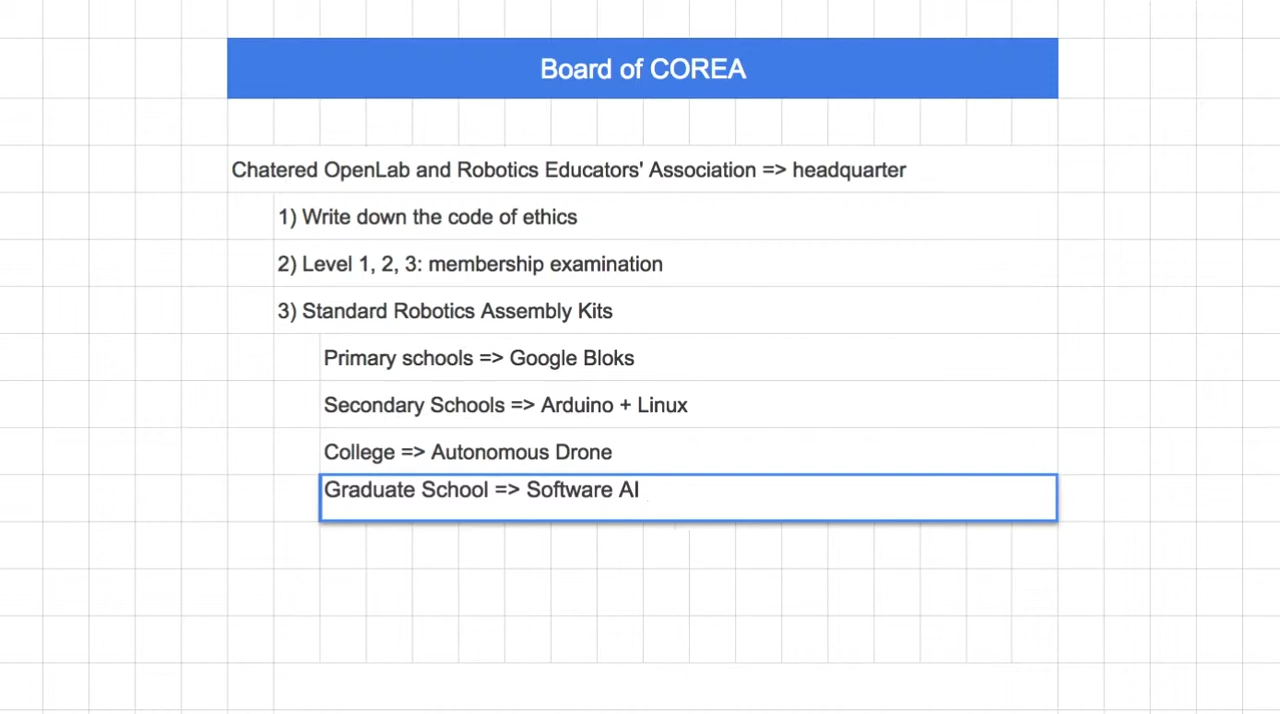 Board of COREA
Chatered OpenLab and Robotics Educators' Association => headquarter
1) Write down the code of ethics
2) Level 1, 2, 3: membership examination
3) Standard Robotics Assembly Kits
Primary schools => Google Bloks
Secondary Schools => Arduino + Linux
College => Autonomous Drone
Graduate School => Software AI